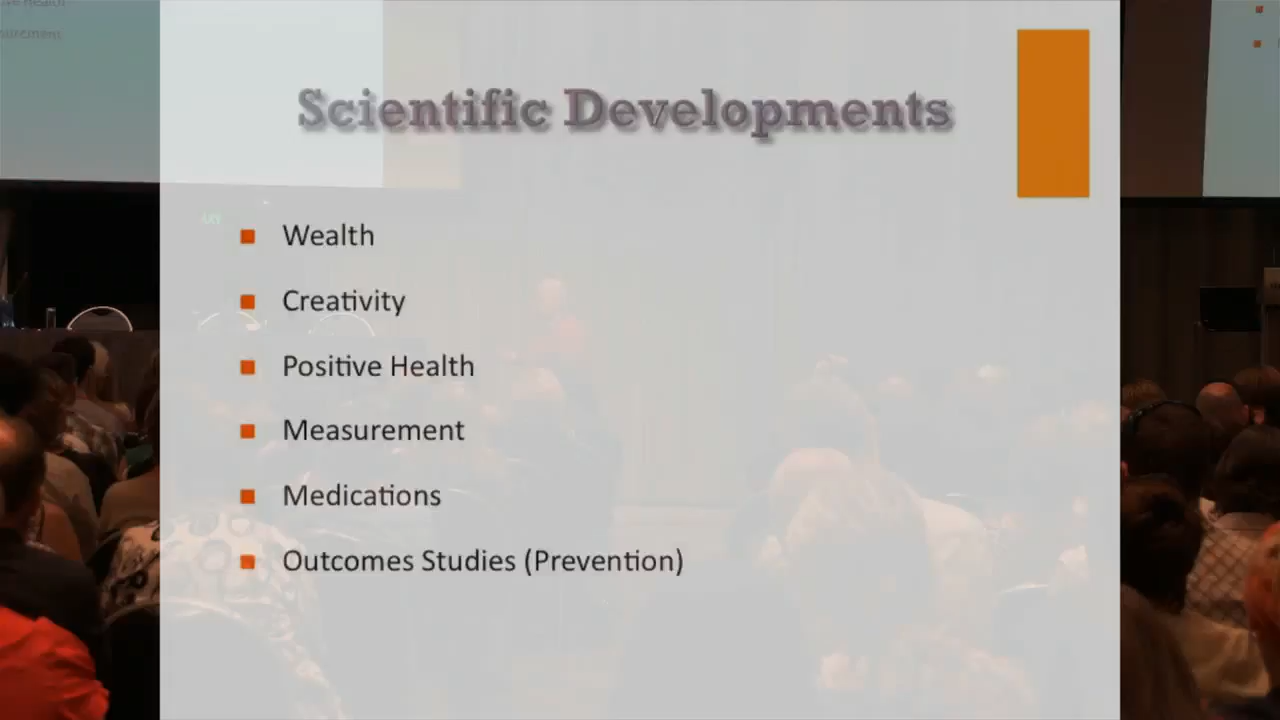 Scientific Developments
Wealth
Creativity
Positive Health
Measurement
Medications
Outcomes Studies (Prevention)